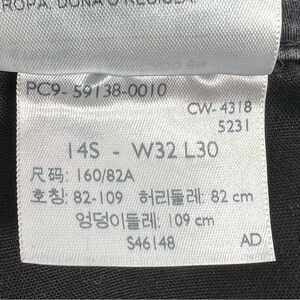 ROPA, DONA O RECICLA.
PC9- 59138-0010
CW-4318
5231
14S - W32 L30
尺码: 160/82A
호칭: 82-109 허리둘레: 82 cm
엉덩이둘레: 109 cm
S46148 AD